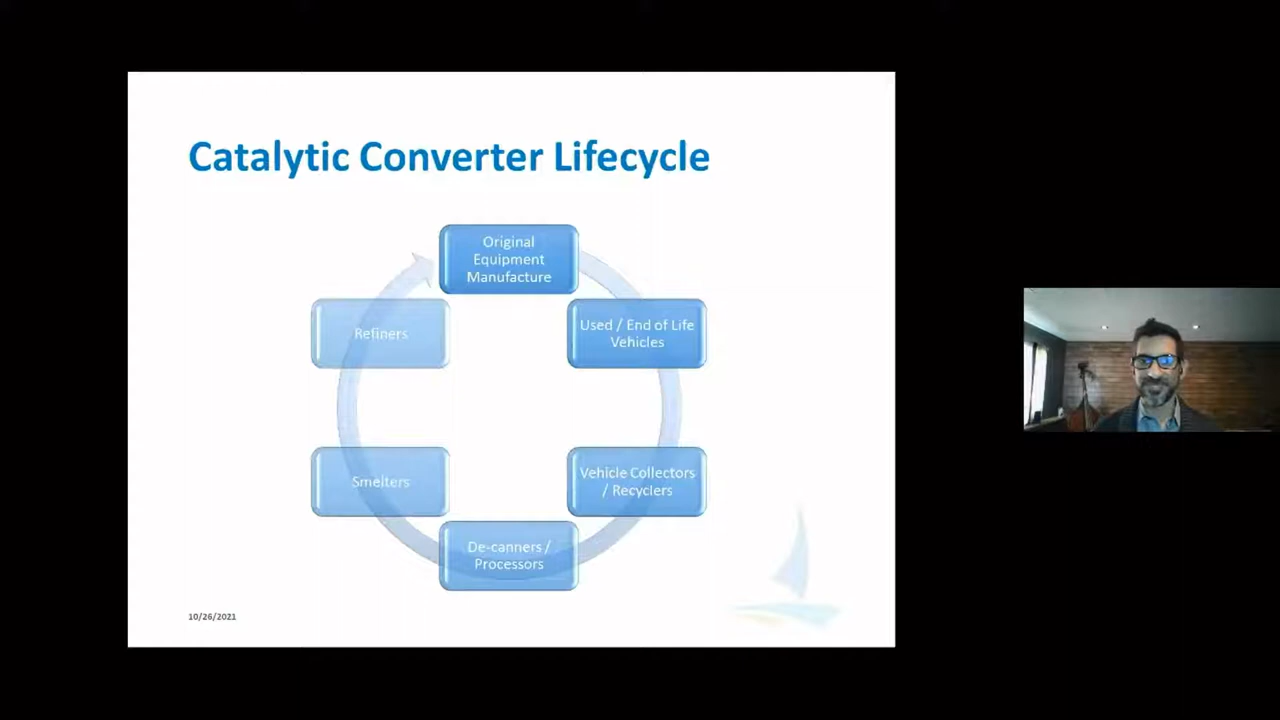 Catalytic Converter Lifecycle
Original
Equipment
Manufacture
Refiners
Used / End of Life
Vehicles
Smelters
Vehicle Collectors
/ Recyclers
De-canners /
Processors
10/26/2021